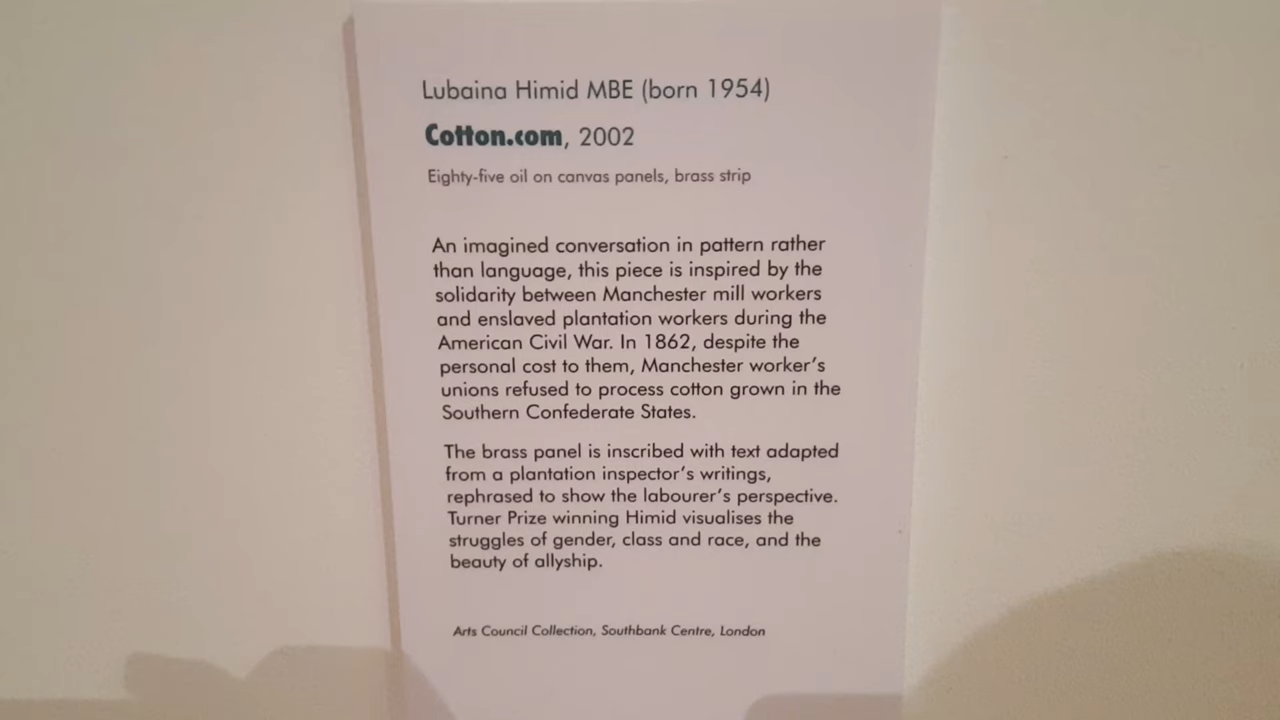 Lubaina Himid MBE (born 1954)
Cotton.com, 2002
Eighty-five oil on canvas panels, brass strip
An imagined conversation in pattern rather
than language, this piece is inspired by the
solidarity between Manchester mill workers
and enslaved plantation workers during the
American Civil War. In 1862, despite the
personal cost to them, Manchester worker's
unions refused to process cotton grown in the
Southern Confederate States.
The brass panel is inscribed with text adapted
from a plantation inspector's writings,
rephrased to show the labourer's perspective.
Turner Prize winning Himid visualises the
struggles of gender, class and race, and the
beauty of allyship.
Arts Council Collection, Southbank Centre, London